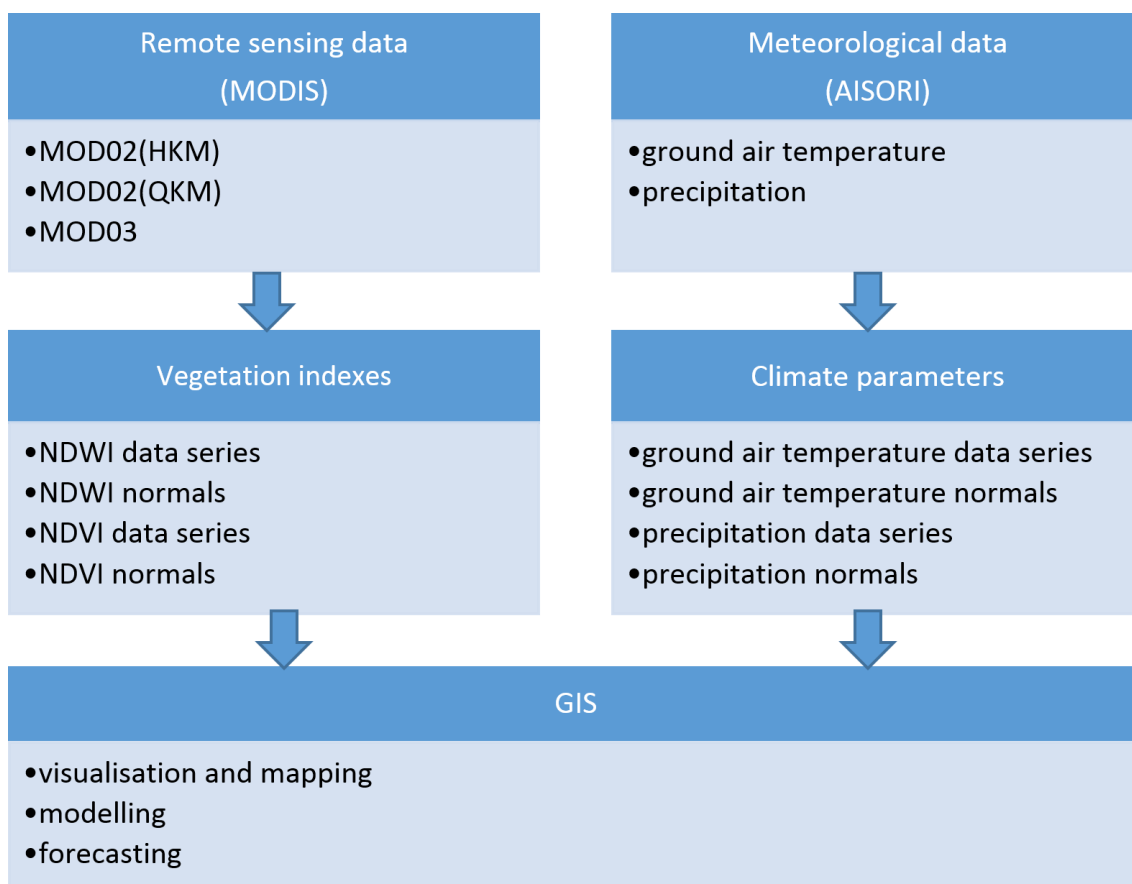 Remote sensing data
(MODIS)
•MOD02(HKM)
•MOD02(QKM)
•MOD03
Meteorological data
(AISORI)
•ground air temperature
•precipitation
Vegetation indexes
•NDWI data series
•NDWI normals
•NDVI data series
•NDVI normals
Climate parameters
•ground air temperature data series
•ground air temperature normals
•precipitation data series
•precipitation normals
GIS
•visualisation and mapping
•modelling
•forecasting